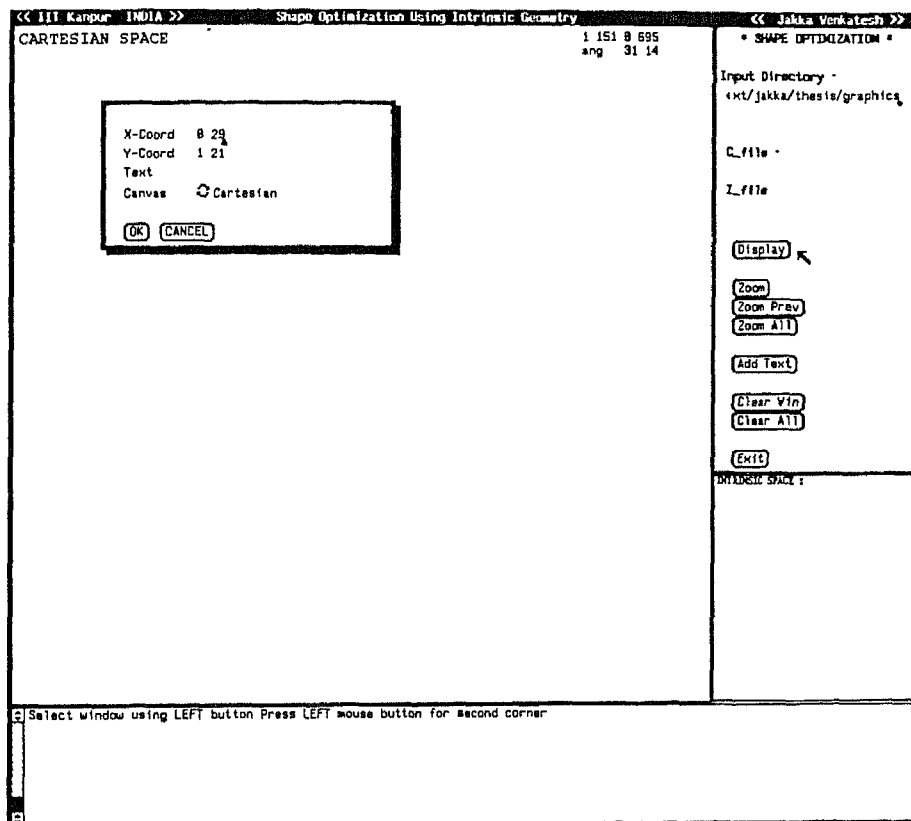 << IIT Kanpur INDIA >> Shape Optimization Using Intrinsic Geometry << Jakka Venkatesh >>
CARTESIAN SPACE
1 151 0 695
ang 31 14
X-Coord 0 29
Y-Coord 1 21
Text
Canvas Cartesian
OK CANCEL
* SHAPE OPTIMIZATION *
Input Directory -
/jakka/thesis/graphics
C_file -
I_file
Display
Zoom
Zoom Prev
Zoom All
Add Text
Clear Win
Clear All
Exit
INTRINSIC SPACE :
Select window using LEFT button Press LEFT mouse button for second corner